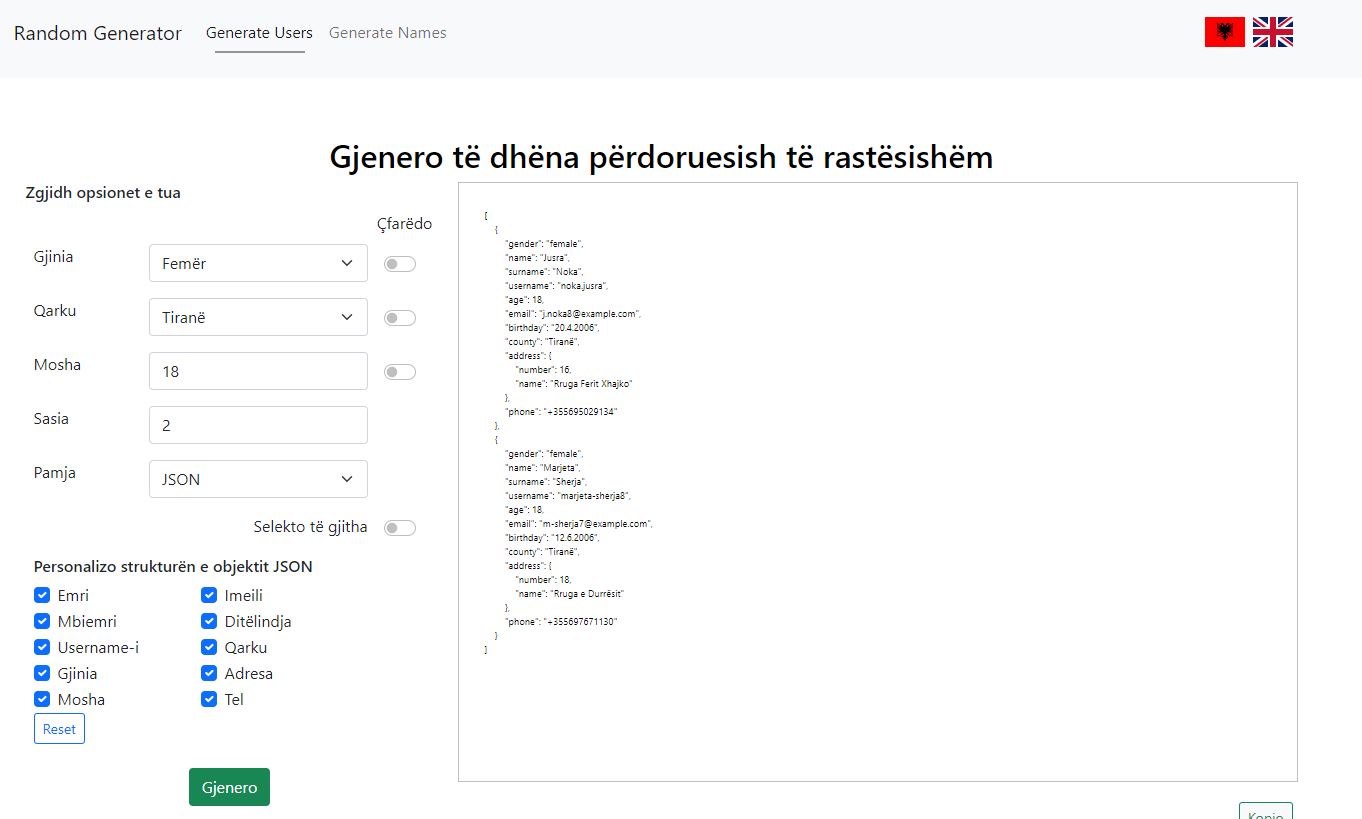 Random Generator Generate Users Generate Names
Gjenero të dhëna përdoruesish të rastësishëm
Zgjidh opsionet e tua
Çfarëdo
Gjinia Femër
Qarku Tiranë
Mosha 18
Sasia 2
Pamja JSON
Selekto të gjitha
Personalizo strukturën e objektit JSON
Emri Imeili
Mbiemri Ditëlindja
Username-i Qarku
Gjinia Adresa
Mosha Tel
Reset
Gjenero
[
{
"gender": "female",
"name": "Jusra",
"surname": "Noka",
"username": "noka.jusra",
"age": 18,
"email": "j.noka8@example.com",
"birthday": "20.4.2006",
"county": "Tiranë",
"address": {
"number": 16,
"name": "Rruga Ferit Xhajko"
},
"phone": "+355695029134"
},
{
"gender": "female",
"name": "Marjeta",
"surname": "Sherja",
"username": "marjeta-sherja8",
"age": 18,
"email": "m-sherja7@example.com",
"birthday": "12.6.2006",
"county": "Tiranë",
"address": {
"number": 18,
"name": "Rruga e Durrësit"
},
"phone": "+355697671130"
}
]
Kopjo